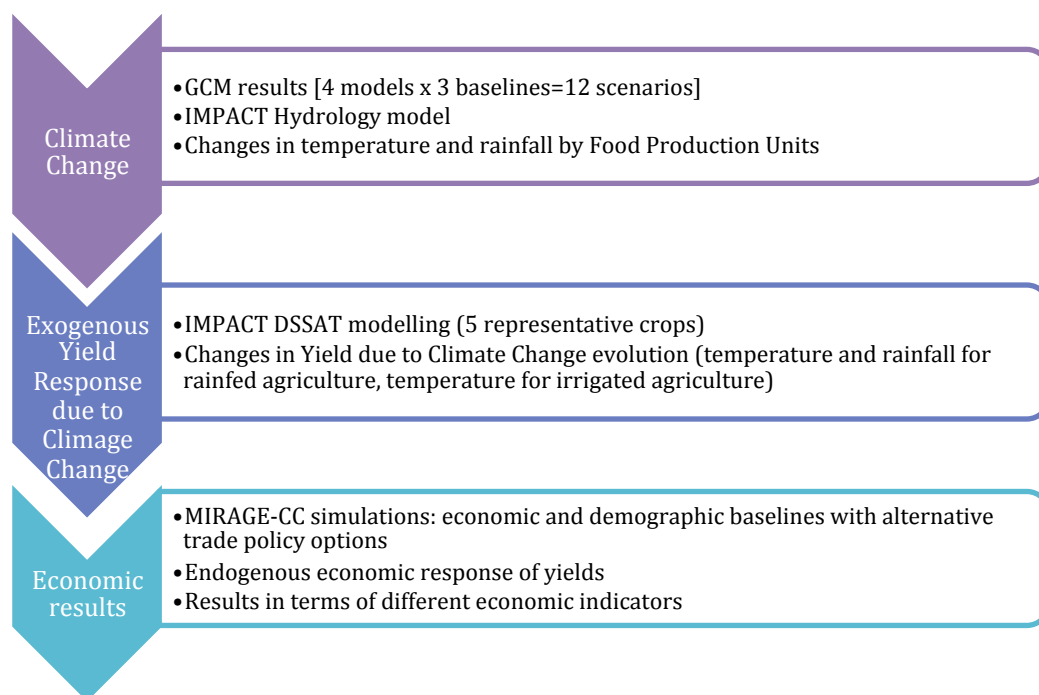 Climate
Change
•GCM results [4 models x 3 baselines=12 scenarios]
•IMPACT Hydrology model
•Changes in temperature and rainfall by Food Production Units
Exogenous
Yield
Response
due to
Climage
Change
•IMPACT DSSAT modelling (5 representative crops)
•Changes in Yield due to Climate Change evolution (temperature and rainfall for
rainfed agriculture, temperature for irrigated agriculture)
Economic
results
•MIRAGE-CC simulations: economic and demographic baselines with alternative
trade policy options
•Endogenous economic response of yields
•Results in terms of different economic indicators